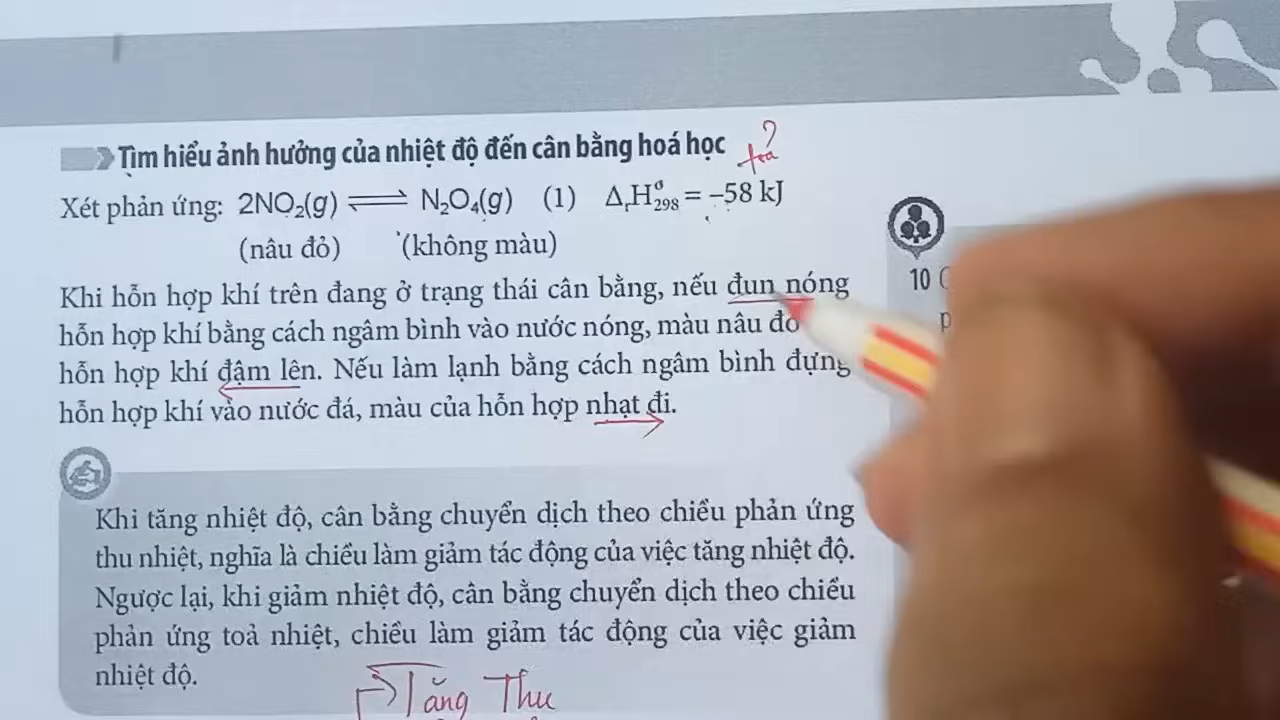 Tìm hiểu ảnh hưởng của nhiệt độ đến cân bằng hoá học
?
toả
Xét phản ứng: 2NO₂(g) ⇌ N₂O₄(g) (1) ΔᵣH°₂₉₈ = –58 kJ
(nâu đỏ) (không màu)
Khi hỗn hợp khí trên đang ở trạng thái cân bằng, nếu đun nóng
hỗn hợp khí bằng cách ngâm bình vào nước nóng, màu nâu đỏ
hỗn hợp khí đậm lên. Nếu làm lạnh bằng cách ngâm bình đựng
hỗn hợp khí vào nước đá, màu của hỗn hợp nhạt đi.
10
Khi tăng nhiệt độ, cân bằng chuyển dịch theo chiều phản ứng
thu nhiệt, nghĩa là chiều làm giảm tác động của việc tăng nhiệt độ.
Ngược lại, khi giảm nhiệt độ, cân bằng chuyển dịch theo chiều
phản ứng toả nhiệt, chiều làm giảm tác động của việc giảm
nhiệt độ.
Tăng Thu